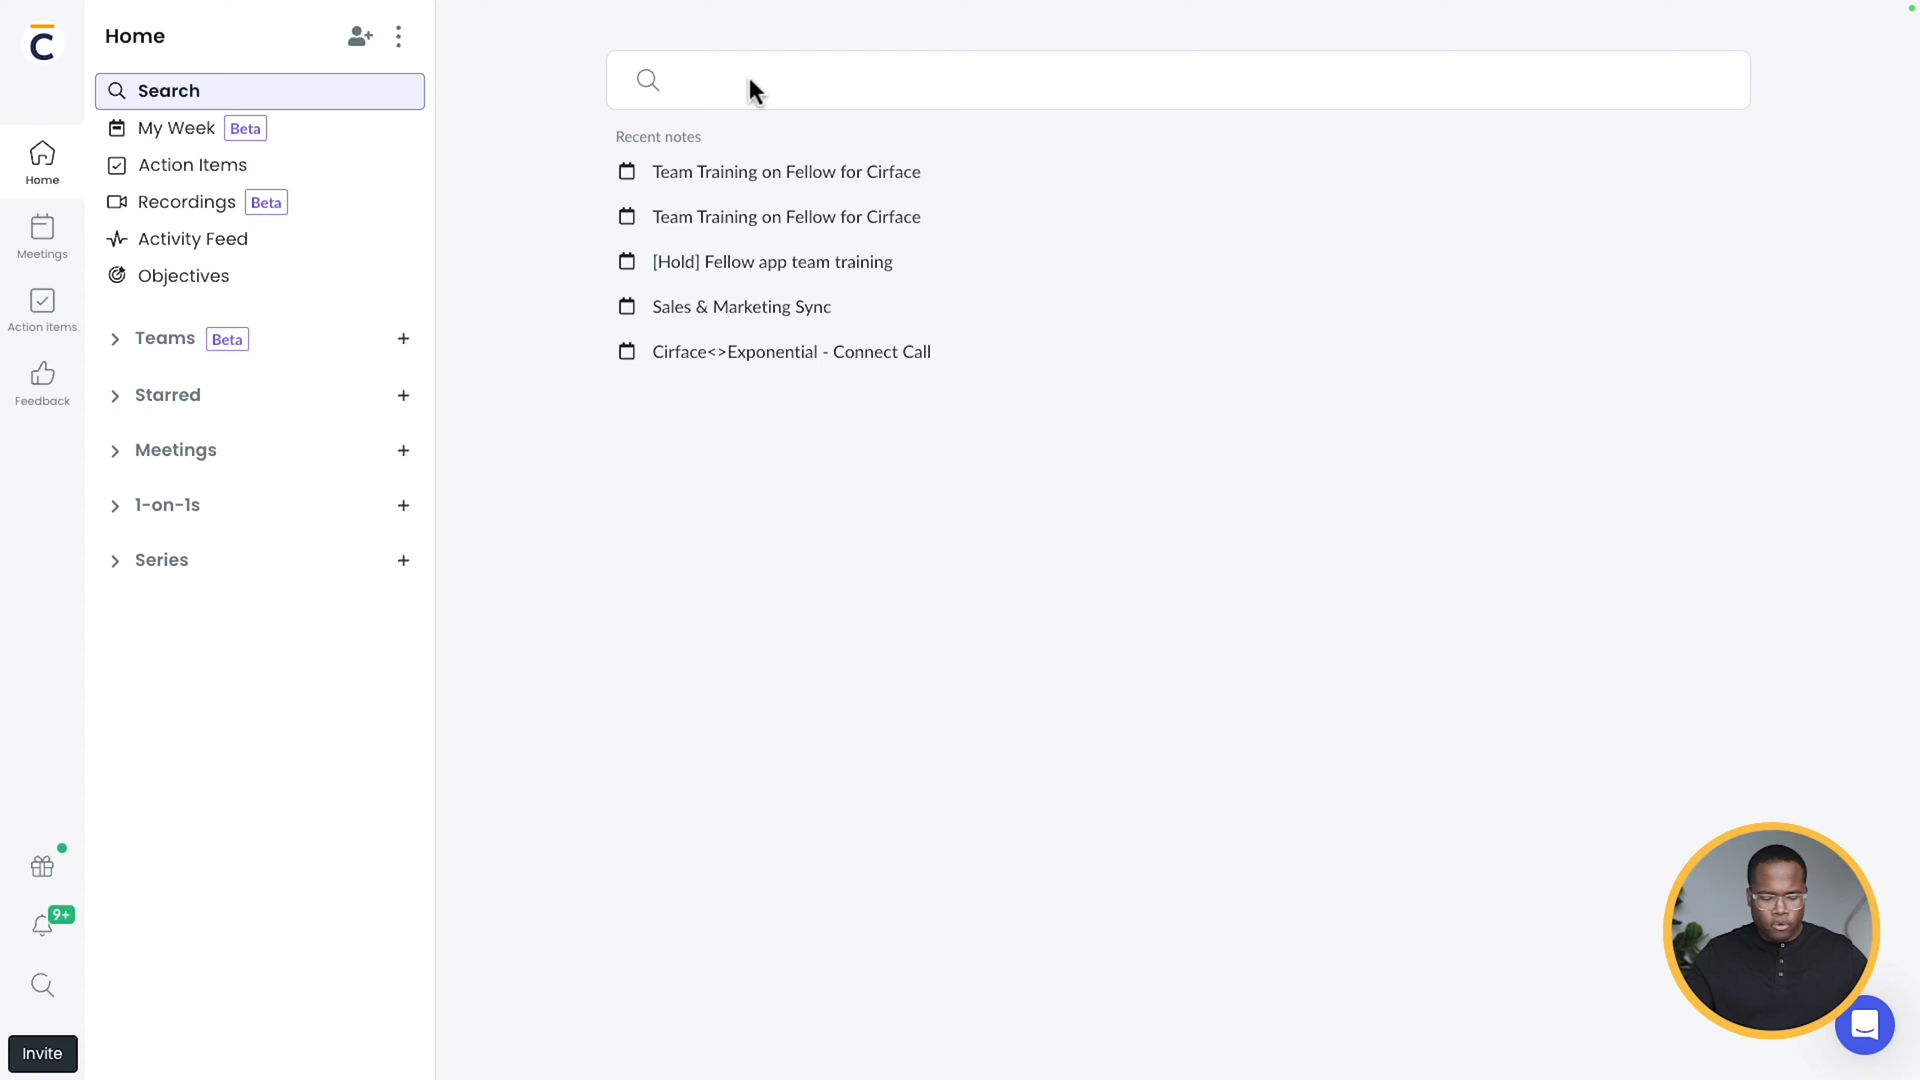 C
Home
Meetings
Action items
Feedback
9+
Invite
Home
Search
My Week Beta
Action Items
Recordings Beta
Activity Feed
Objectives
Teams Beta
Starred
Meetings
1-on-1s
Series
Recent notes
Team Training on Fellow for Cirface
Team Training on Fellow for Cirface
[Hold] Fellow app team training
Sales & Marketing Sync
Cirface<>Exponential - Connect Call